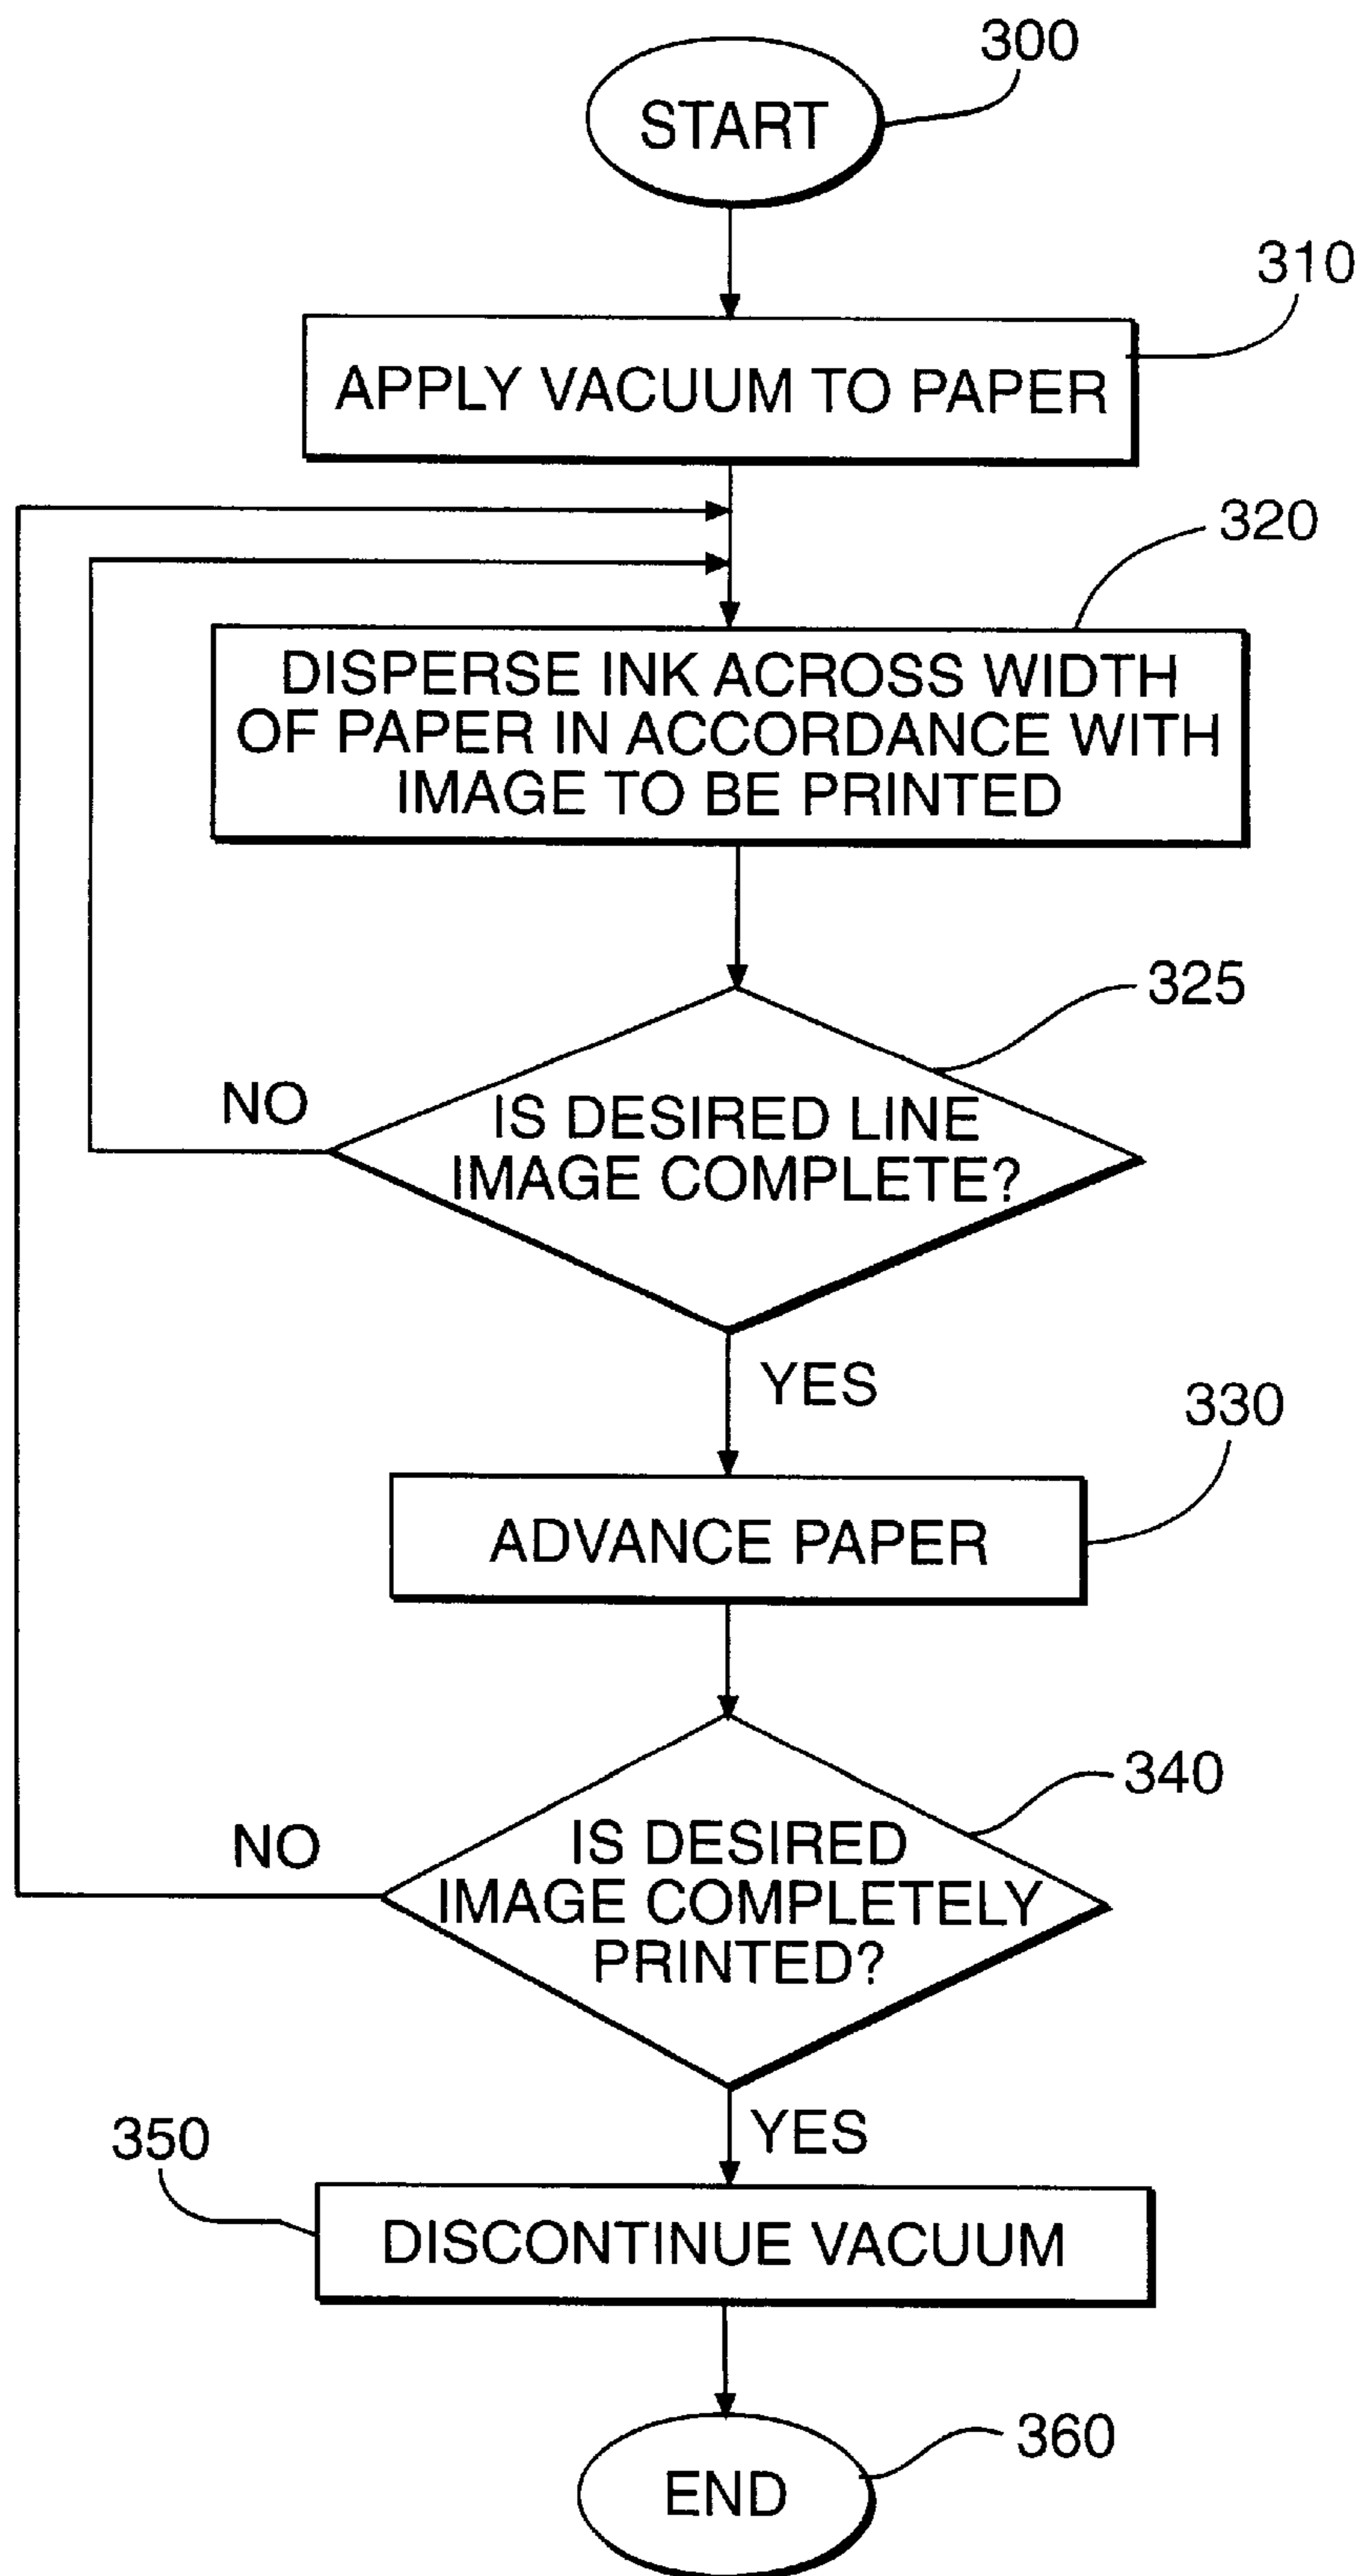 300
START
310
APPLY VACUUM TO PAPER
320
DISPERSE INK ACROSS WIDTH
OF PAPER IN ACCORDANCE WITH
IMAGE TO BE PRINTED
325
NO
IS DESIRED LINE
IMAGE COMPLETE?
YES
330
ADVANCE PAPER
340
NO
IS DESIRED
IMAGE COMPLETELY
PRINTED?
YES
350
DISCONTINUE VACUUM
360
END